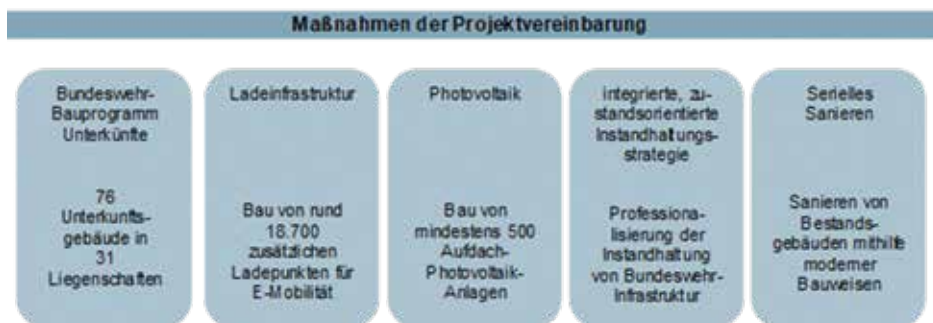 Maßnahmen der Projektvereinbarung
Bundeswehr-
Bauprogramm
Unterkünfte
76
Unterkunfts-
gebäude in
31
Liegenschaften
Ladeinfrastruktur
Bau von rund
18.700
zusätzlichen
Ladepunkten für
E-Mobilität
Photovoltaik
Bau von
mindestens 500
Aufdach-
Photovoltaik-
Anlagen
integrierte, zu-
standsorientierte
Instandhaltungs-
strategie
Professiona-
lisierung der
Instandhaltung
von Bundeswehr-
Infrastruktur
Serielles
Sanieren
Sanieren von
Bestands-
gebäuden mithilfe
moderner
Bauweisen